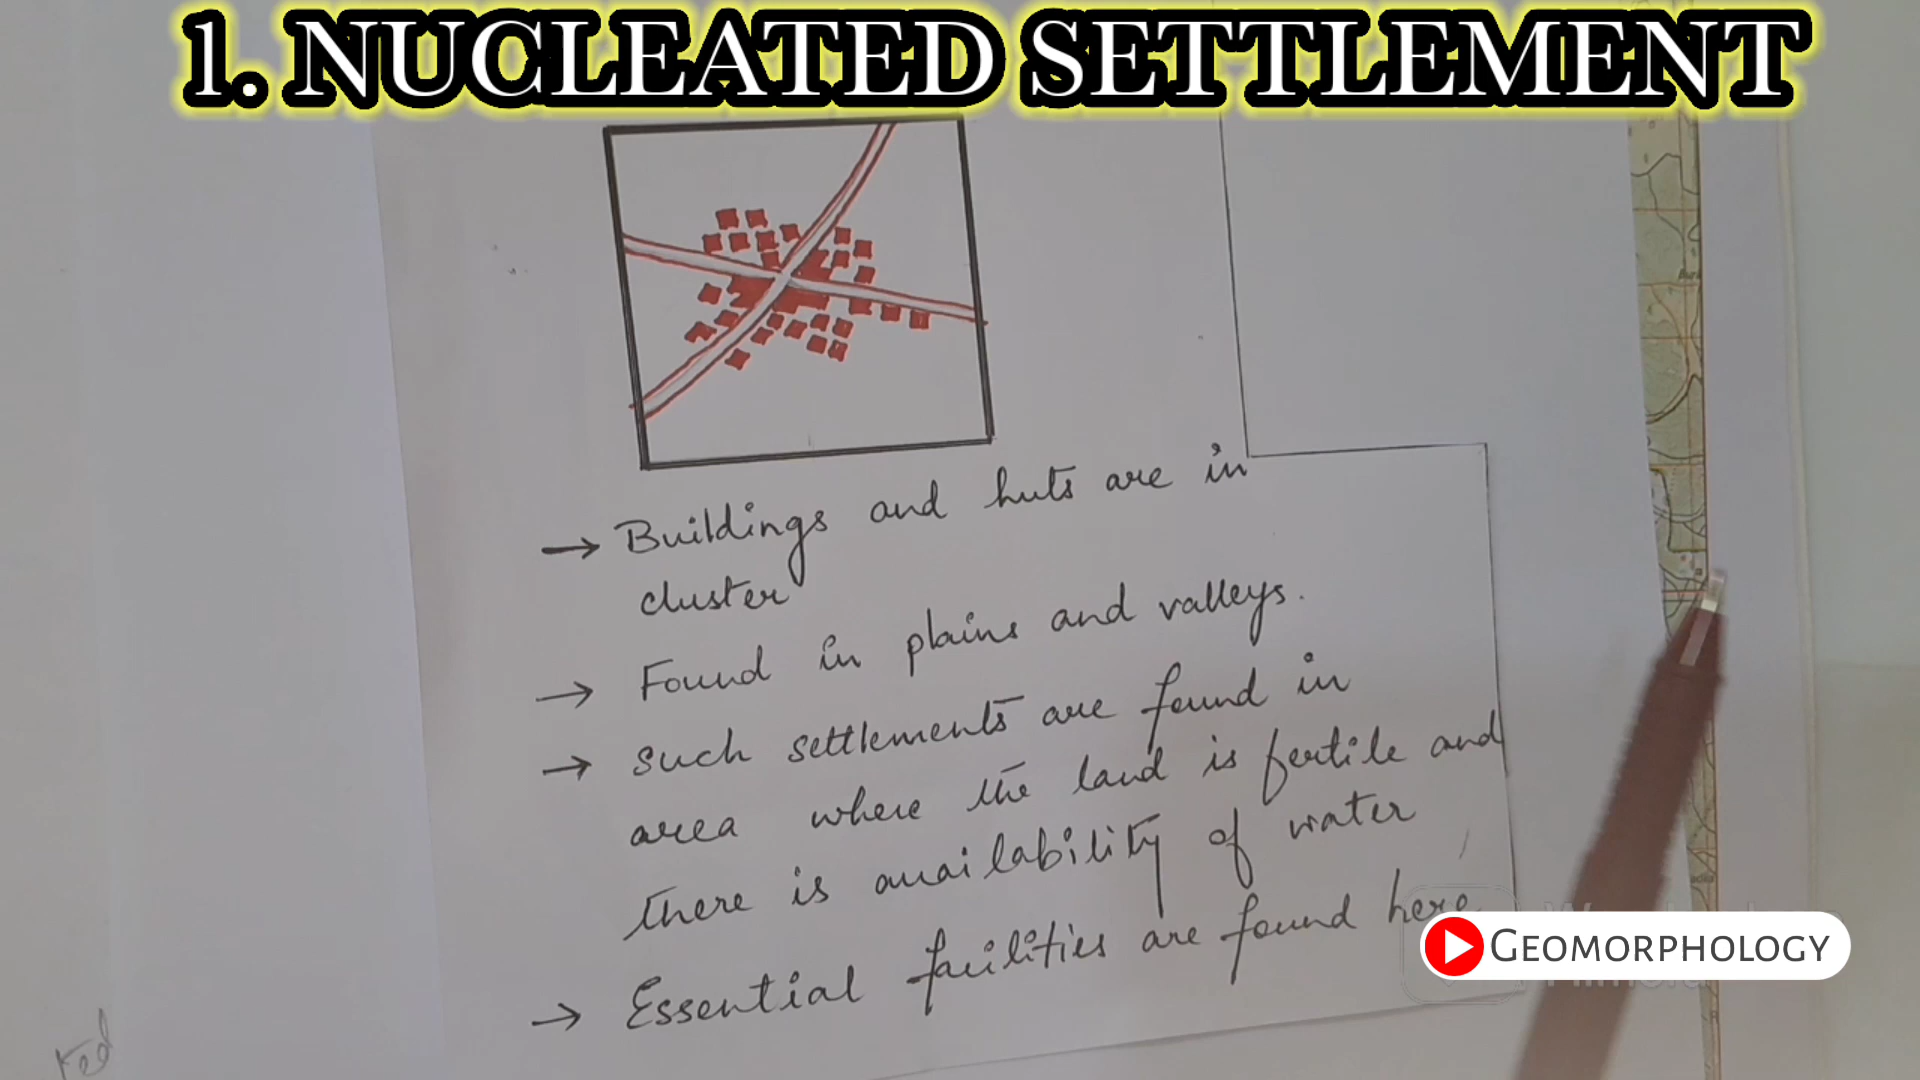 1. NUCLEATED SETTLEMENT
→ Buildings and huts are in
cluster
→ Found in plains and valleys.
→ such settlements are found in
area where the land is fertile and
there is availability of water
→ Essential facilities are found here
GEOMORPHOLOGY